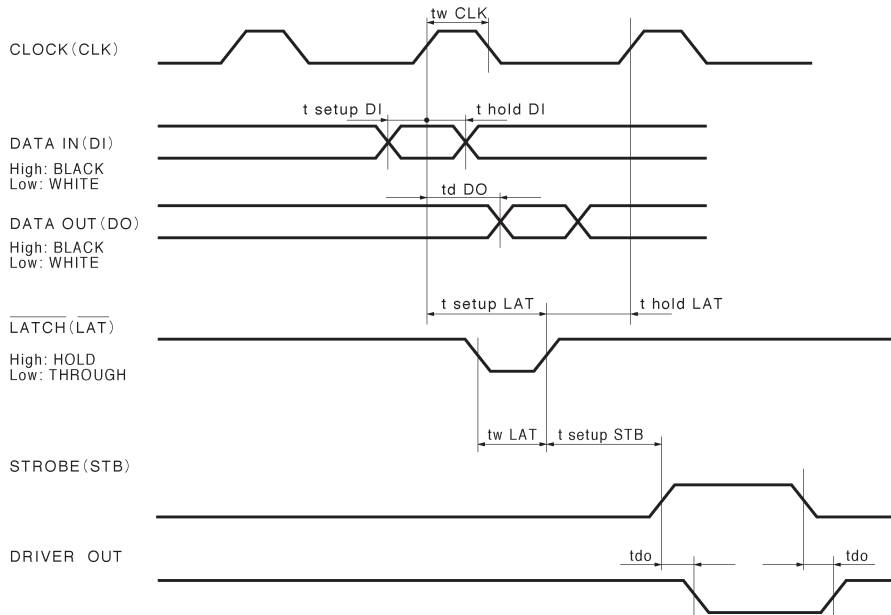 tw CLK
CLOCK(CLK)
t setup DI
t hold DI
DATA IN(DI)
High: BLACK
Low: WHITE
td DO
DATA OUT(DO)
High: BLACK
Low: WHITE
t setup LAT
t hold LAT
LATCH(LAT)
High: HOLD
Low: THROUGH
tw LAT
t setup STB
STROBE(STB)
DRIVER OUT
tdo
tdo